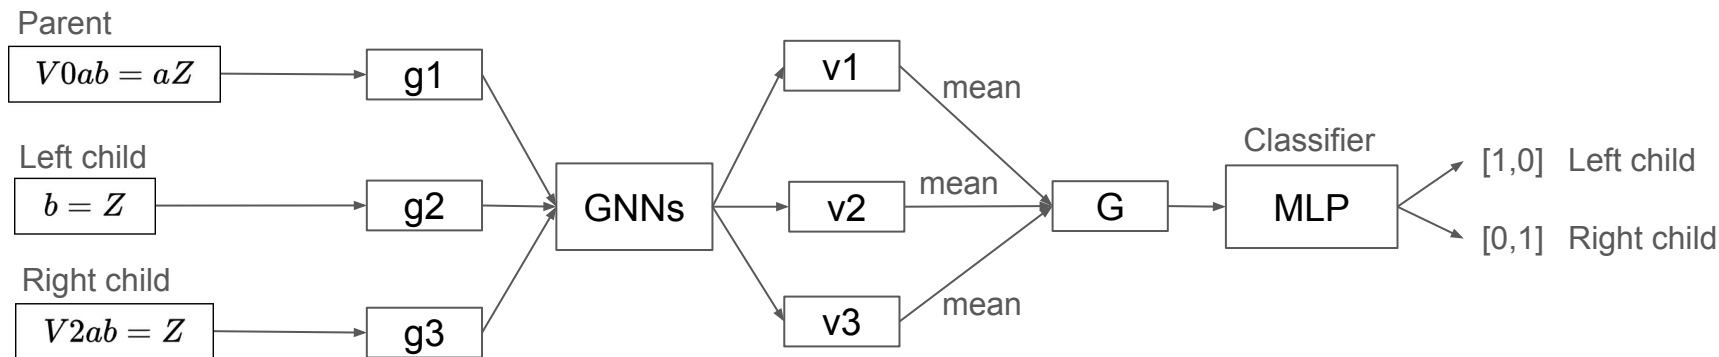 Parent
V0ab = aZ
g1
Left child
b = Z
g2
Right child
V2ab = Z
g3
GNNs
v1
mean
v2
mean
v3
mean
G
Classifier
MLP
[1,0] Left child
[0,1] Right child